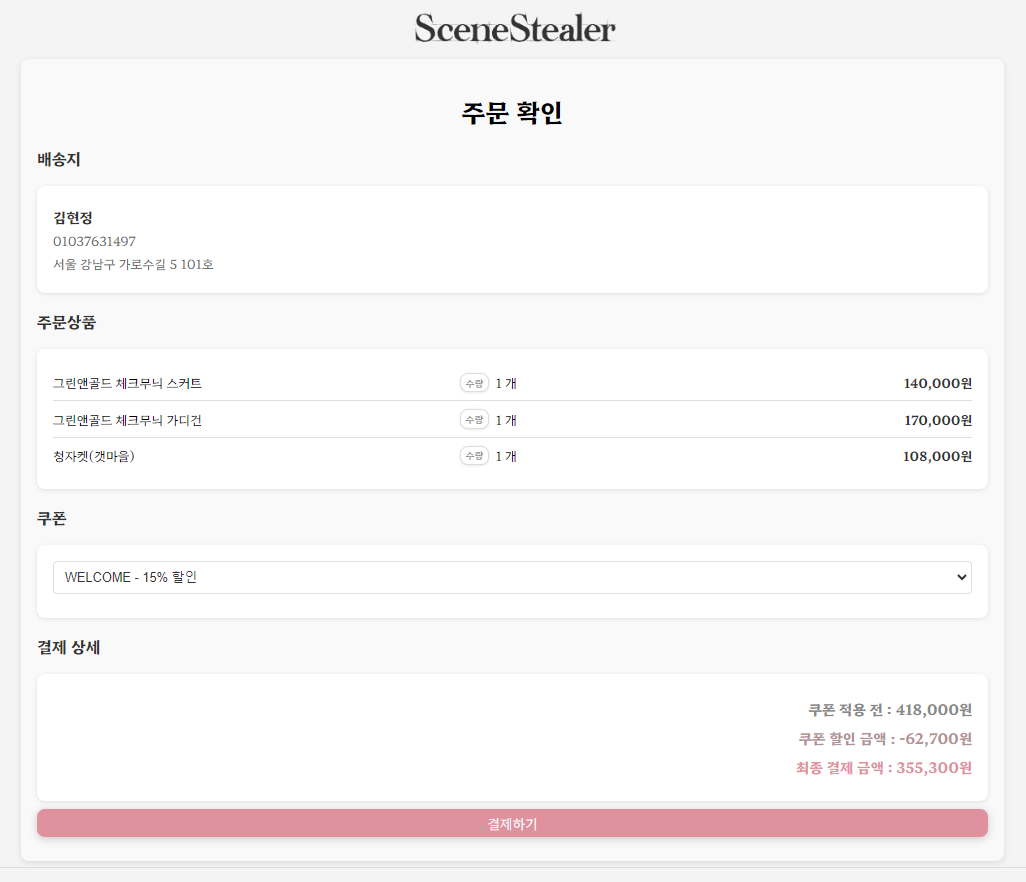 SceneStealer
주문 확인
배송지
김현정
01037631497
서울 강남구 가로수길 5 101호
주문상품
그린앤골드 체크무늬 스커트 수량 1 개 140,000원
그린앤골드 체크무늬 가디건 수량 1 개 170,000원
청자켓(갯마을) 수량 1 개 108,000원
쿠폰
WELCOME - 15% 할인
결제 상세
쿠폰 적용 전 : 418,000원
쿠폰 할인 금액 : -62,700원
최종 결제 금액 : 355,300원
결제하기